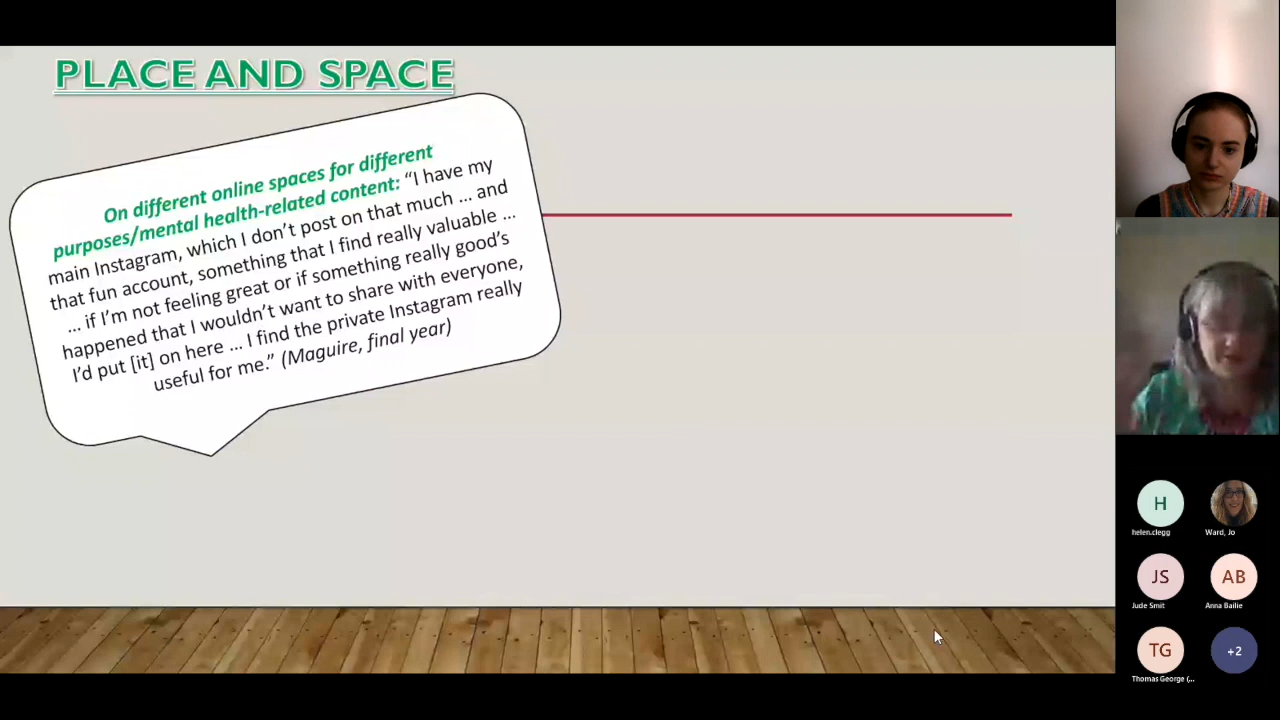 PLACE AND SPACE
On different online spaces for different
purposes/mental health-related content: “I have my
main Instagram, which I don’t post on that much ... and
that fun account, something that I find really valuable ...
... if I’m not feeling great or if something really good’s
happened that I wouldn’t want to share with everyone,
I’d put [it] on here ... I find the private Instagram really
useful for me.” (Maguire, final year)
H
helen.clegg
Ward, Jo
JS
AB
Jude Smit
Anna Bailie
TG
+2
Thomas George (...